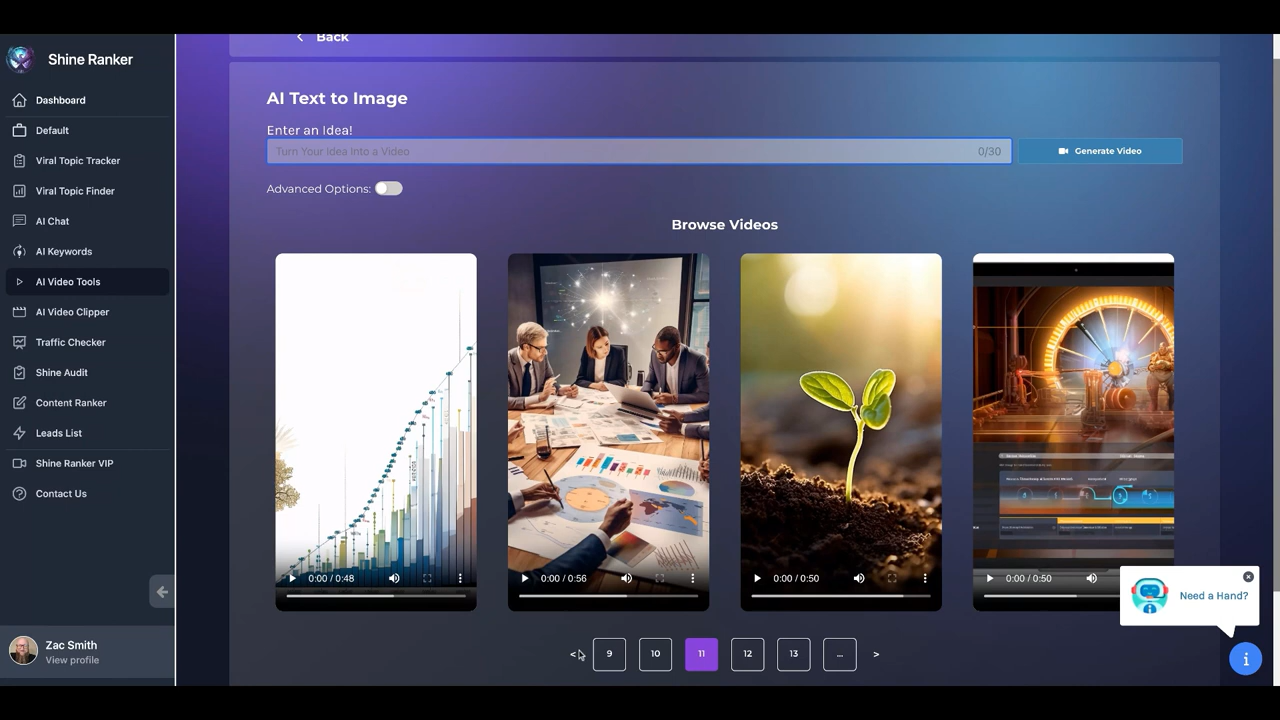 Shine Ranker
Dashboard
Default
Viral Topic Tracker
Viral Topic Finder
AI Chat
AI Keywords
AI Video Tools
AI Video Clipper
Traffic Checker
Shine Audit
Content Ranker
Leads List
Shine Ranker VIP
Contact Us
Zac Smith
View profile
Back
AI Text to Image
Enter an Idea!
Turn Your Idea Into a Video
0/30
Generate Video
Advanced Options:
Browse Videos
0:00 / 0:48
0:00 / 0:56
0:00 / 0:50
0:00 / 0:50
< 9 10 11 12 13 ... >
Need a Hand?